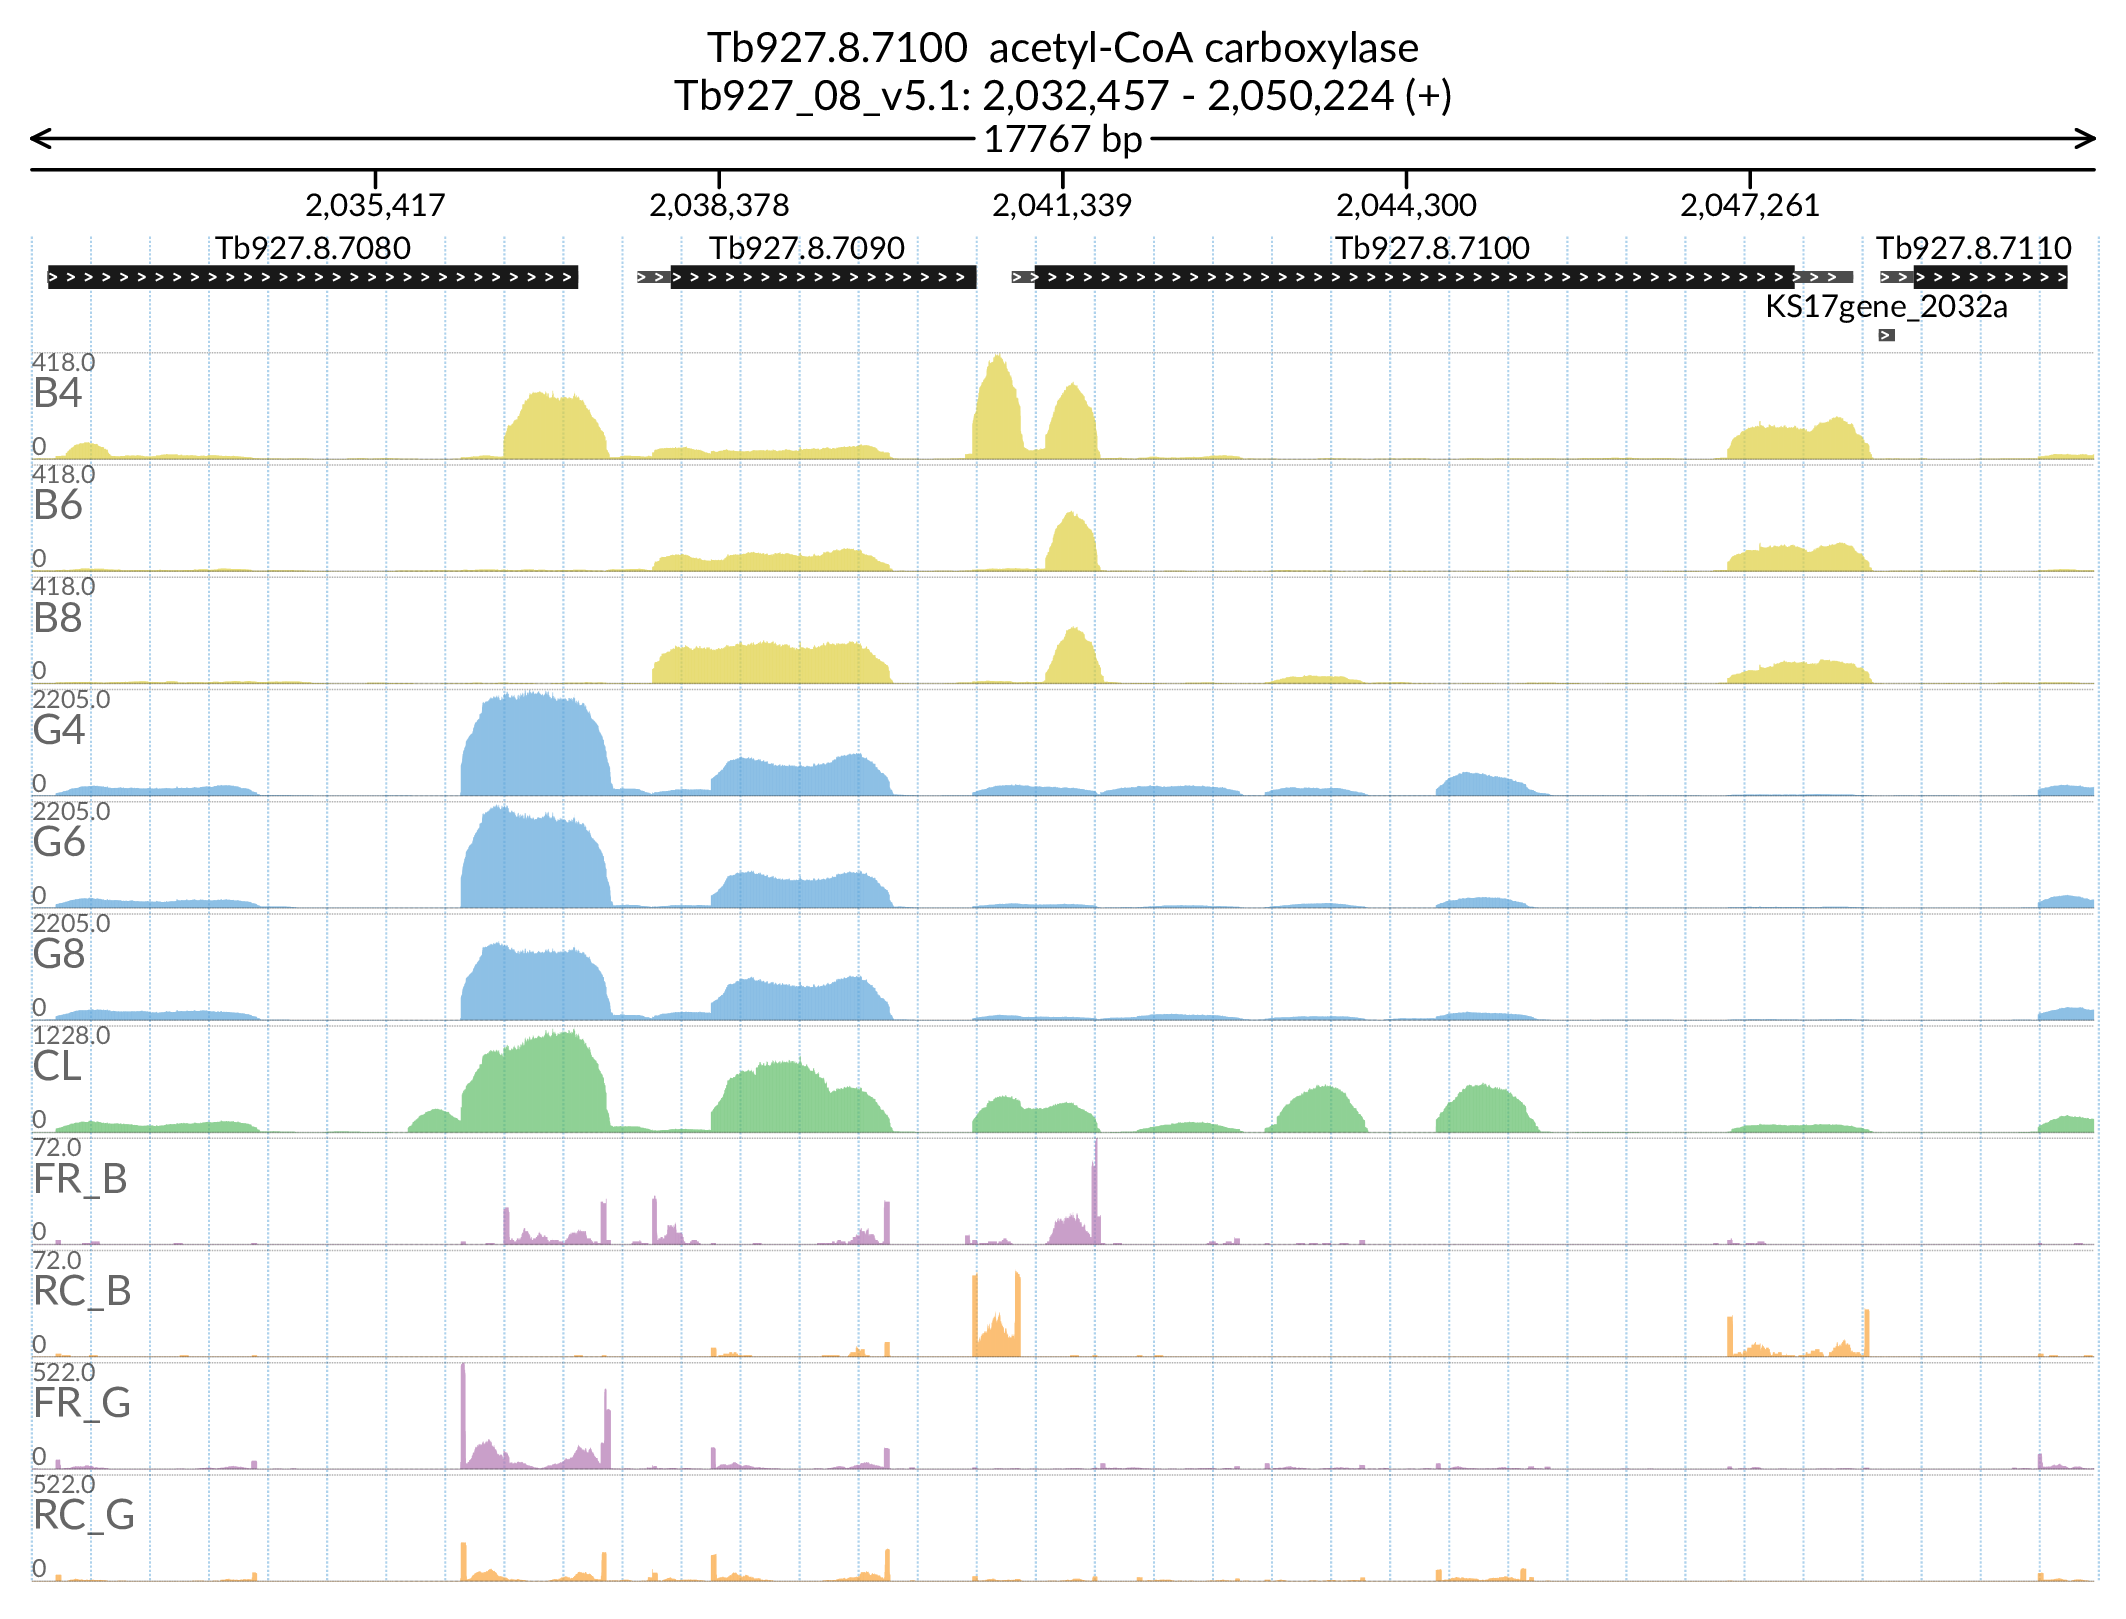 Tb927.8.7100  acetyl-CoA carboxylase
Tb927_08_v5.1: 2,032,457 - 2,050,224 (+)
17767 bp
2,035,417 2,038,378 2,041,339 2,044,300 2,047,261
Tb927.8.7080 Tb927.8.7090 Tb927.8.7100 Tb927.8.7110
KS17gene_2032a
418.0
B4
0
418.0
B6
0
418.0
B8
0
2205.0
G4
0
2205.0
G6
0
2205.0
G8
0
1228.0
CL
0
72.0
FR_B
0
72.0
RC_B
0
522.0
FR_G
0
522.0
RC_G
0